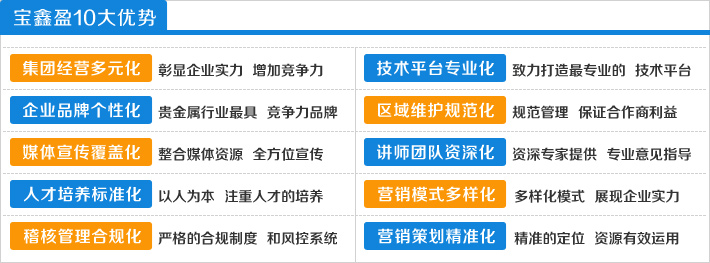 宝鑫盈10大优势
集团经营多元化 彰显企业实力 增加竞争力
技术平台专业化 致力打造最专业的 技术平台
企业品牌个性化 贵金属行业最具 竞争力品牌
区域维护规范化 规范管理 保证合作商利益
媒体宣传覆盖化 整合媒体资源 全方位宣传
讲师团队资深化 资深专家提供 专业意见指导
人才培养标准化 以人为本 注重人才的培养
营销模式多样化 多样化模式 展现企业实力
稽核管理合规化 严格的合规制度 和风控系统
营销策划精准化 精准的定位 资源有效运用